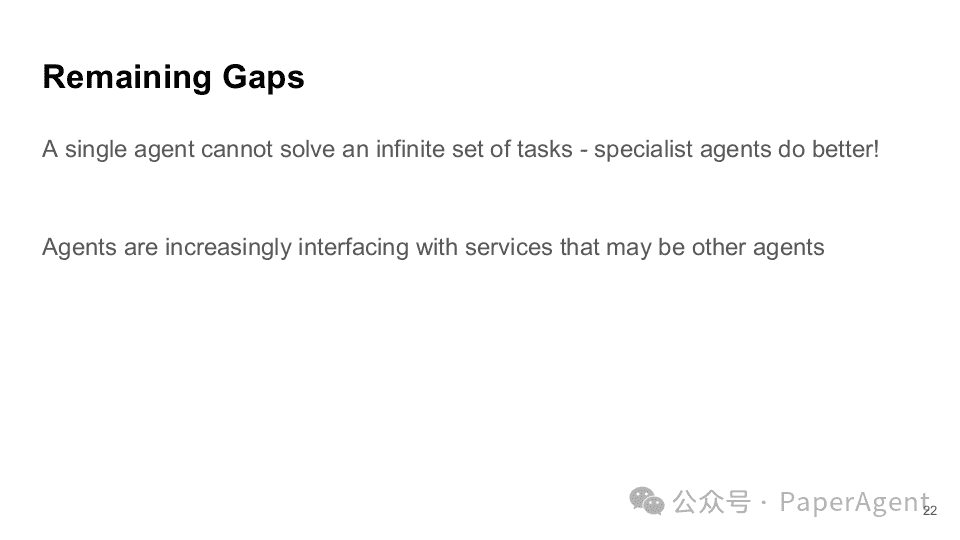 Remaining Gaps
A single agent cannot solve an infinite set of tasks - specialist agents do better!
Agents are increasingly interfacing with services that may be other agents
公众号 · PaperAgent
22